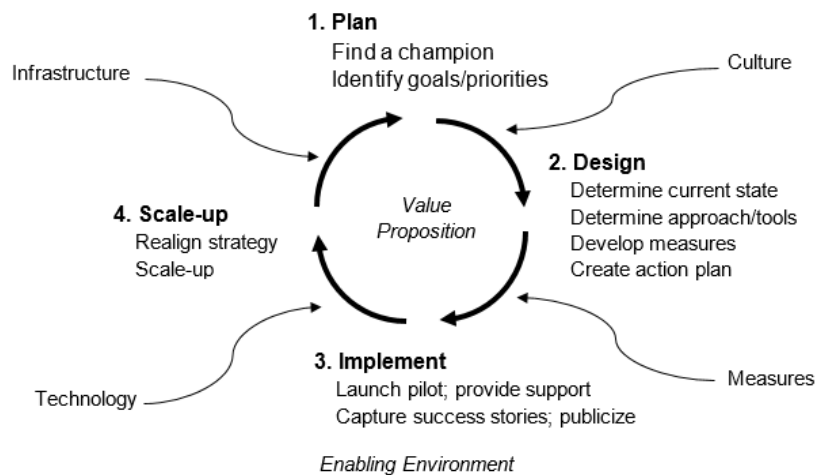 1. Plan
Find a champion
Identify goals/priorities
Infrastructure
Culture
2. Design
Determine current state
Determine approach/tools
Develop measures
Create action plan
Value
Proposition
4. Scale-up
Realign strategy
Scale-up
3. Implement
Launch pilot; provide support
Capture success stories; publicize
Technology
Measures
Enabling Environment